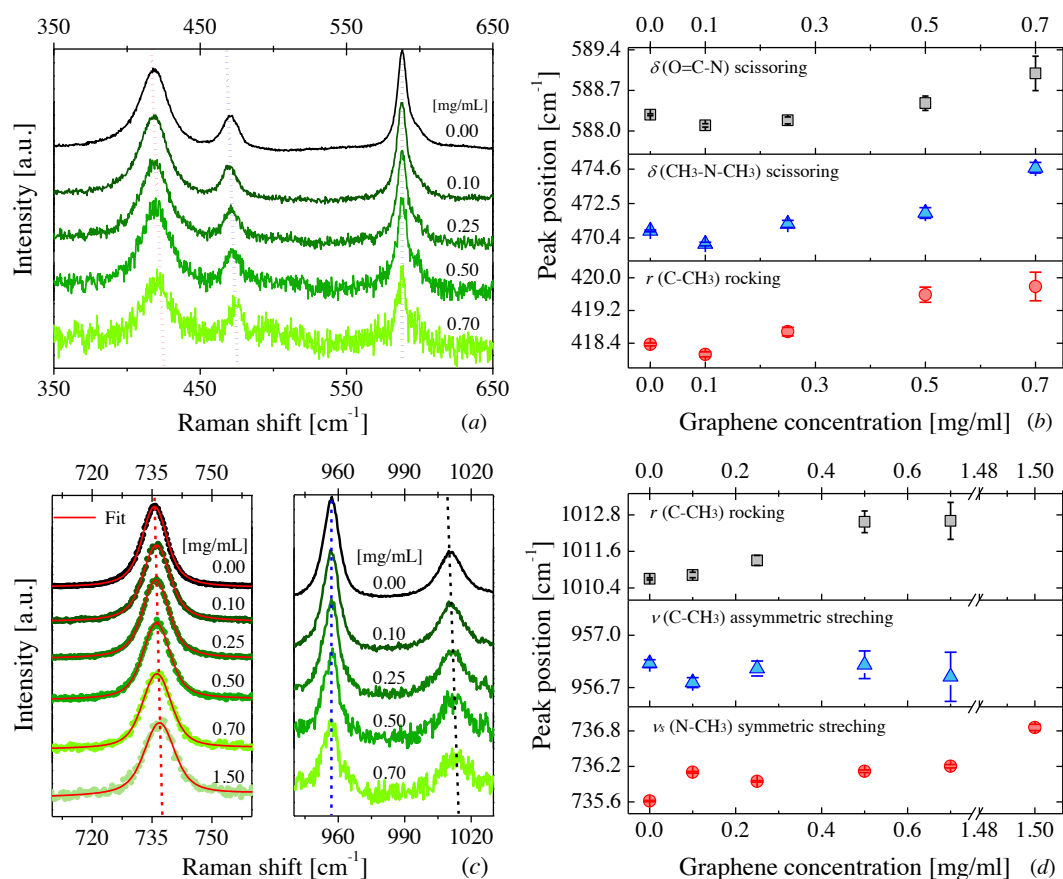 350 450 550 650
[mg/mL]
0.00
0.10
0.25
0.50
0.70
Intensity [a.u.]
350 450 550 650
Raman shift [cm⁻¹] (a)
0.0 0.1 0.3 0.5 0.7
589.4
588.7
588.0
δ (O=C-N) scissoring
474.6
472.5
470.4
δ (CH3-N-CH3) scissoring
420.0
419.2
418.4
r (C-CH3) rocking
Peak position [cm⁻¹]
0.0 0.1 0.3 0.5 0.7
Graphene concentration [mg/ml] (b)
720 735 750
Fit
[mg/mL]
0.00
0.10
0.25
0.50
0.70
1.50
Intensity [a.u.]
720 735 750
960 990 1020
[mg/mL]
0.00
0.10
0.25
0.50
0.70
960 990 1020
Raman shift [cm⁻¹] (c)
0.0 0.2 0.4 0.6 1.48 1.50
1012.8
1011.6
1010.4
r (C-CH3) rocking
957.0
956.7
ν (C-CH3) assymmetric streching
736.8
736.2
735.6
νs (N-CH3) symmetric streching
Peak position [cm⁻¹]
0.0 0.2 0.4 0.6 1.48 1.50
Graphene concentration [mg/ml] (d)